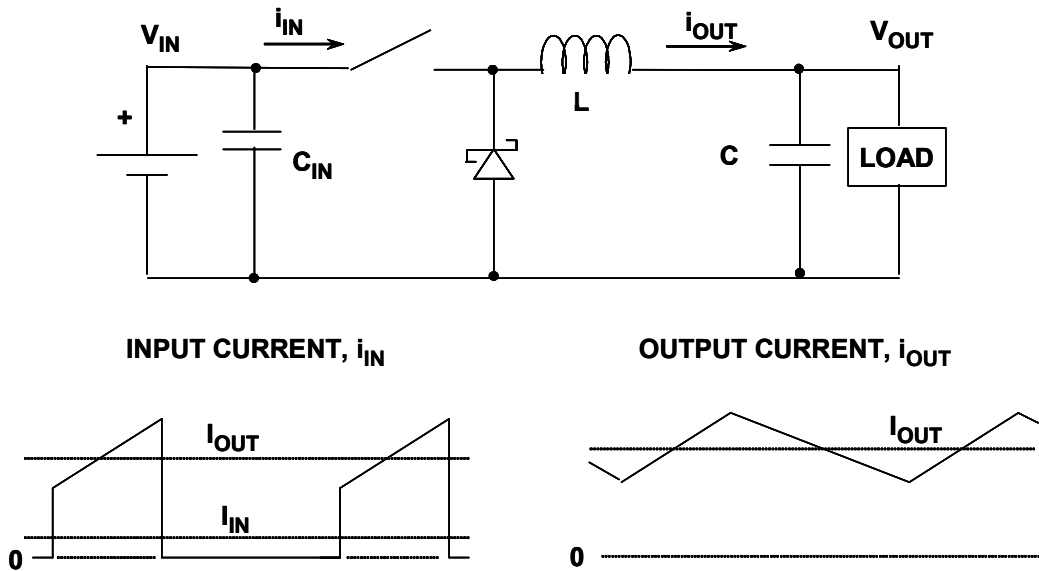 i_IN
i_OUT
V_IN
V_OUT
+
L
C_IN
C
LOAD
INPUT CURRENT, i_IN
OUTPUT CURRENT, i_OUT
I_OUT
I_OUT
I_IN
0
0